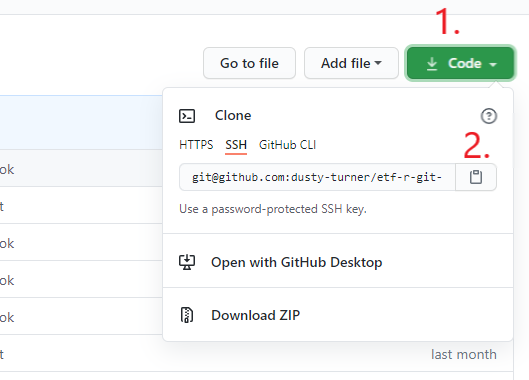 1.
Go to file
Add file
Code
Clone
HTTPS SSH GitHub CLI
2.
git@github.com:dusty-turner/etf-r-git-
Use a password-protected SSH key.
Open with GitHub Desktop
Download ZIP
ok
t
ok
ok
ok
t
last month